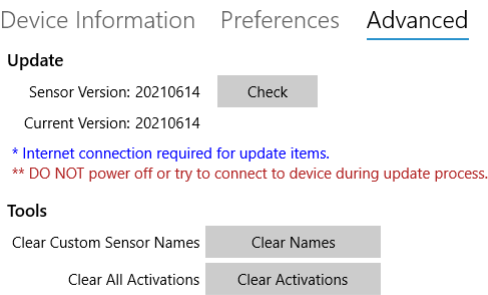 Device Information Preferences Advanced
Update
Sensor Version: 20210614 Check
Current Version: 20210614
* Internet connection required for update items.
** DO NOT power off or try to connect to device during update process.
Tools
Clear Custom Sensor Names Clear Names
Clear All Activations Clear Activations